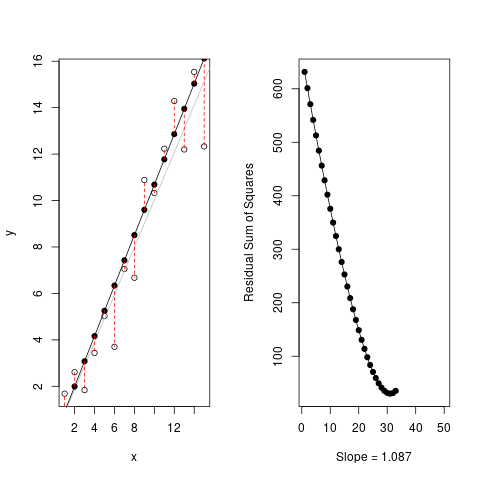 y
2 4 6 8 10 12 14 16
2 4 6 8 12
x
Residual Sum of Squares
100 200 300 400 500 600
0 10 20 30 40 50
Slope = 1.087